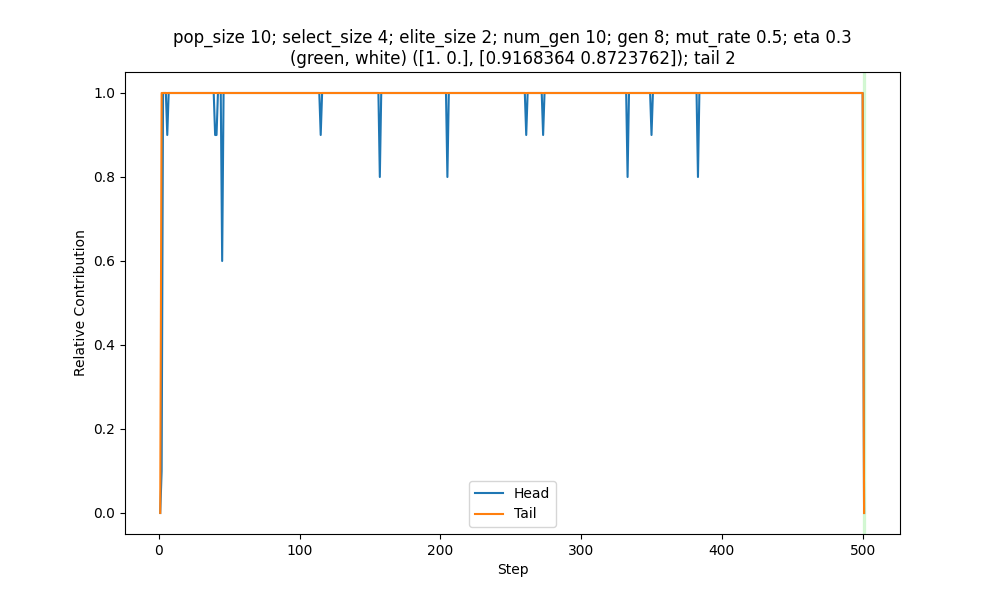 pop_size 10; select_size 4; elite_size 2; num_gen 10; gen 8; mut_rate 0.5; eta 0.3
(green, white) ([1. 0.], [0.9168364 0.8723762]); tail 2
1.0
0.8
0.6
0.4
0.2
0.0
Relative Contribution
Head
Tail
0
100
200
300
400
500
Step